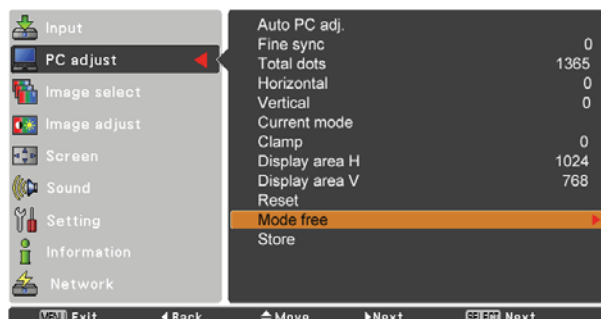 Input
PC adjust
Image select
Image adjust
Screen
Sound
Setting
Information
Network
Auto PC adj.
Fine sync 0
Total dots 1365
Horizontal 0
Vertical 0
Current mode
Clamp 0
Display area H 1024
Display area V 768
Reset
Mode free
Store
MENU Exit Back Move Next SELECT Next